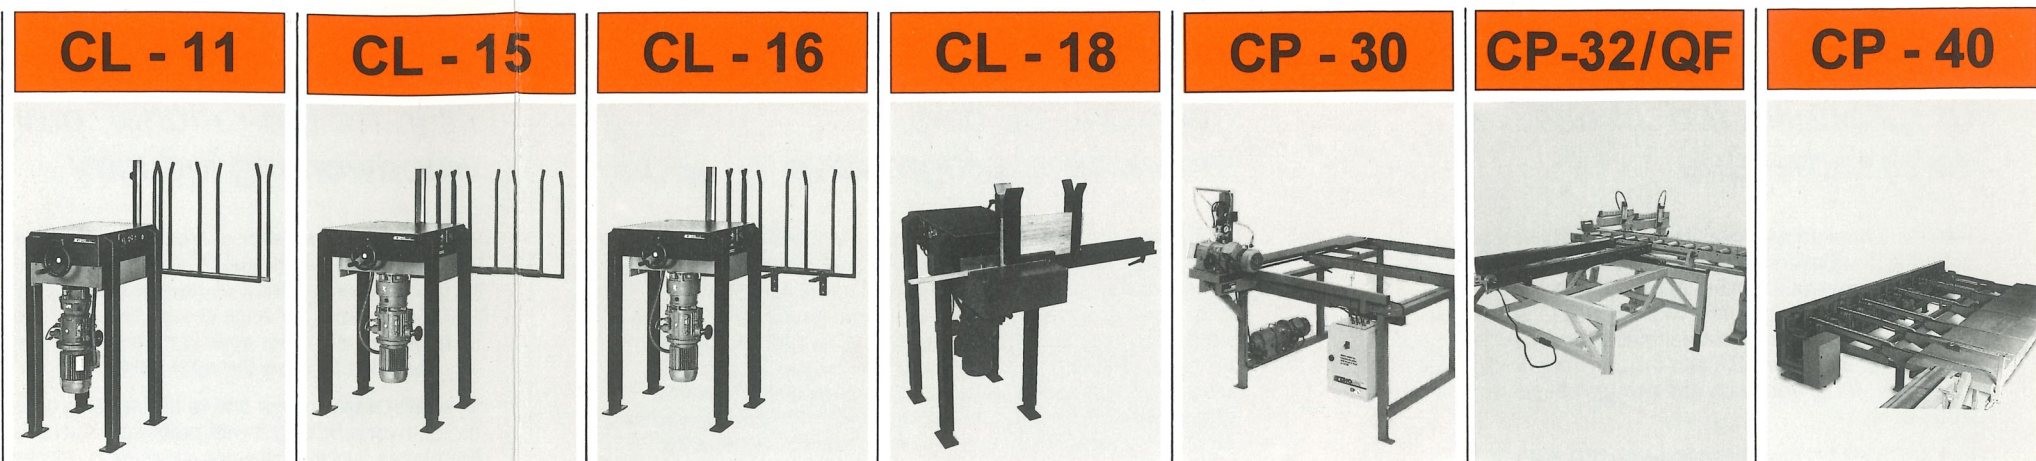 CL - 11
CL - 15
CL - 16
CL - 18
CP - 30
CP-32/QF
CP - 40